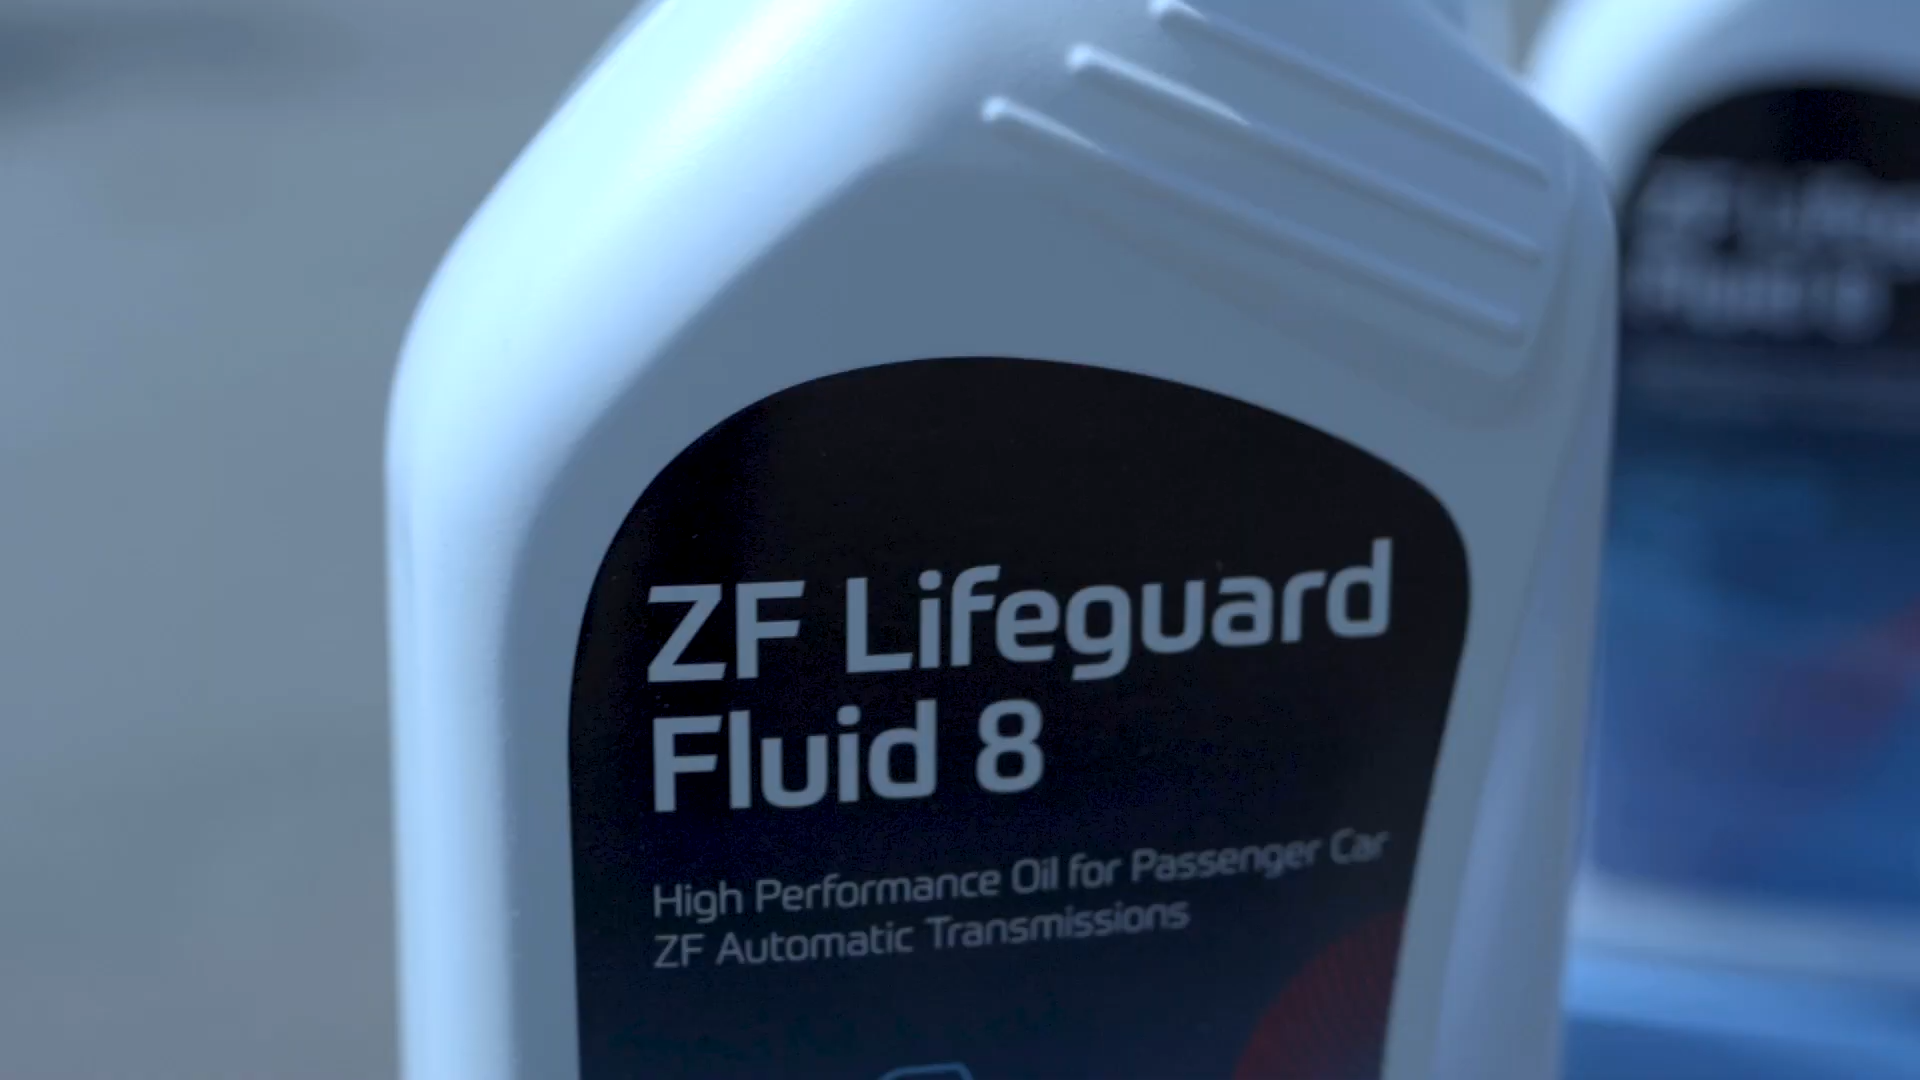 ZF Lifeguard
Fluid 8
High Performance Oil for Passenger Car
ZF Automatic Transmissions